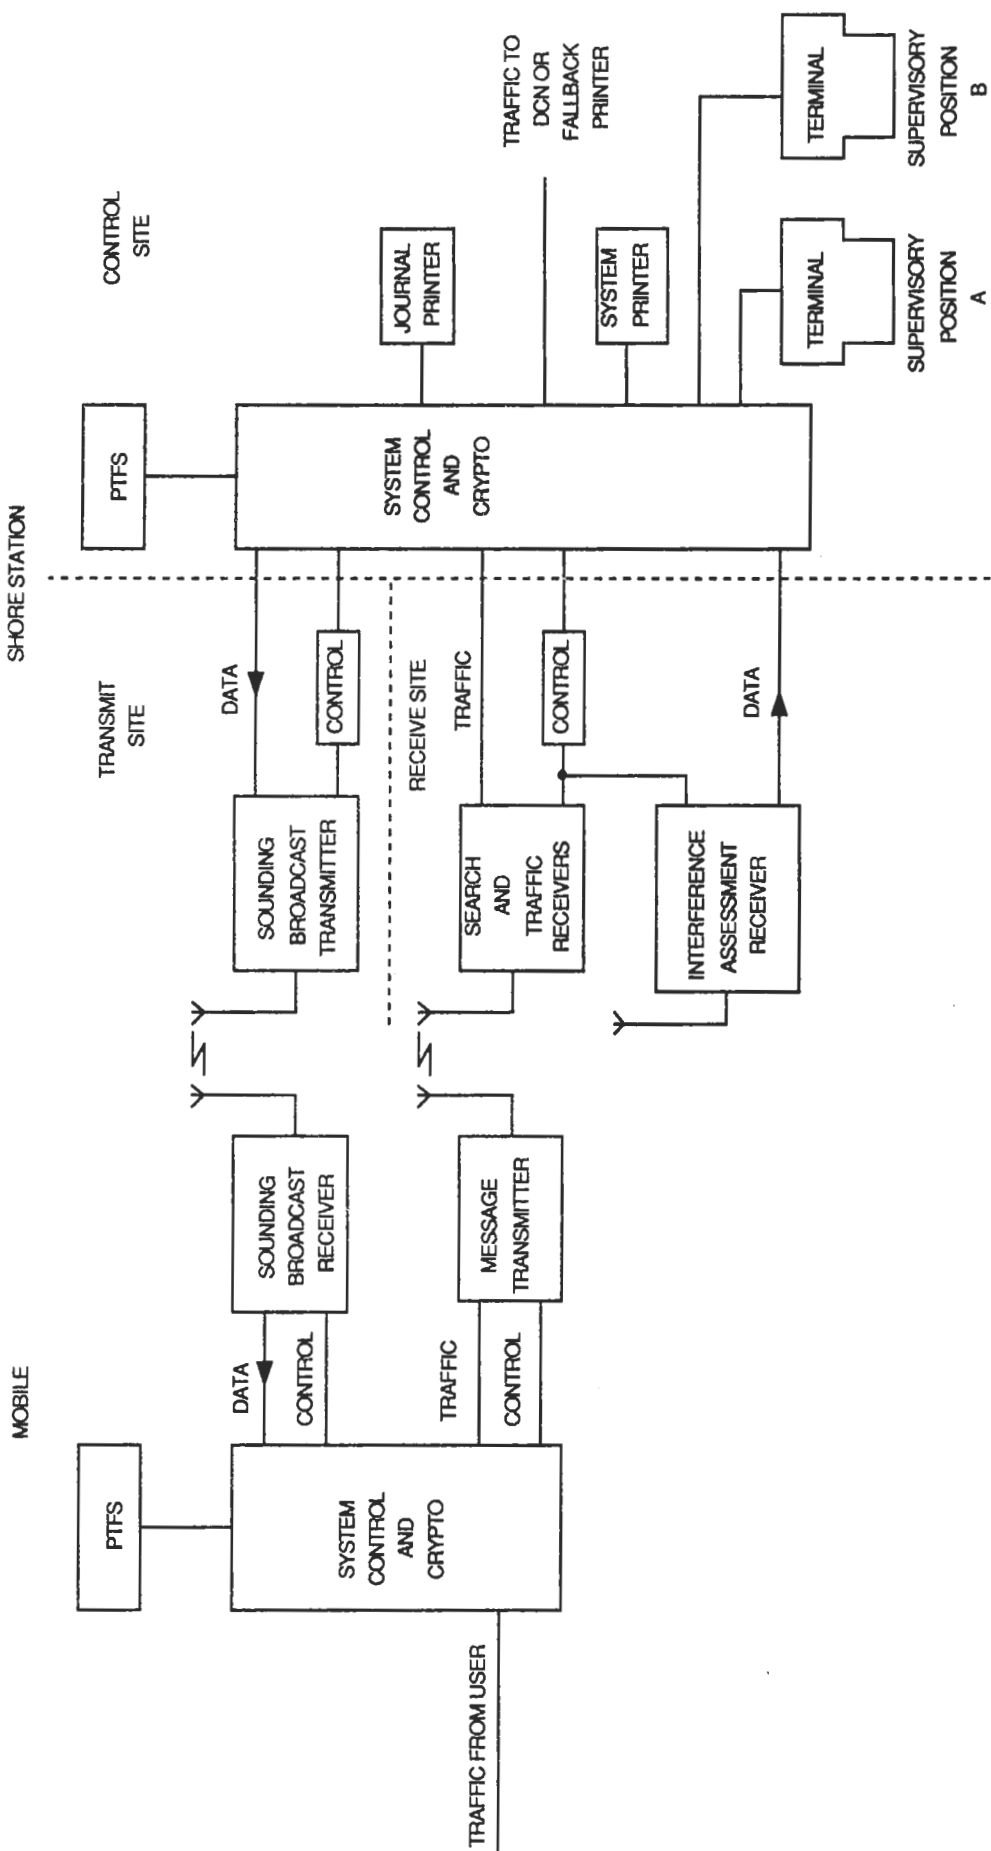 MOBILE
SHORE STATION
PTFS
SYSTEM
CONTROL
AND
CRYPTO
TRAFFIC FROM USER
DATA
CONTROL
TRAFFIC
CONTROL
SOUNDING
BROADCAST
RECEIVER
MESSAGE
TRANSMITTER
TRANSMIT
SITE
SOUNDING
BROADCAST
TRANSMITTER
DATA
CONTROL
RECEIVE SITE
SEARCH
AND
TRAFFIC
RECEIVERS
TRAFFIC
CONTROL
INTERFERENCE
ASSESSMENT
RECEIVER
DATA
CONTROL
SITE
PTFS
SYSTEM
CONTROL
AND
CRYPTO
JOURNAL
PRINTER
TRAFFIC TO
DCN OR
FALLBACK
PRINTER
SYSTEM
PRINTER
TERMINAL
SUPERVISORY
POSITION
A
TERMINAL
SUPERVISORY
POSITION
B